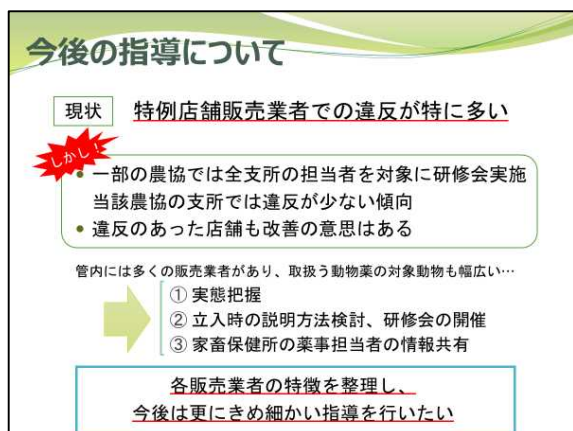 今後の指導について
現状 特例店舗販売業者での違反が特に多い
しかし！
• 一部の農協では全支所の担当者を対象に研修会実施
当該農協の支所では違反が少ない傾向
• 違反のあった店舗も改善の意思はある
管内には多くの販売業者があり、取扱う動物薬の対象動物も幅広い…
① 実態把握
② 立入時の説明方法検討、研修会の開催
③ 家畜保健所の薬事担当者の情報共有
各販売業者の特徴を整理し、
今後は更にきめ細かい指導を行いたい